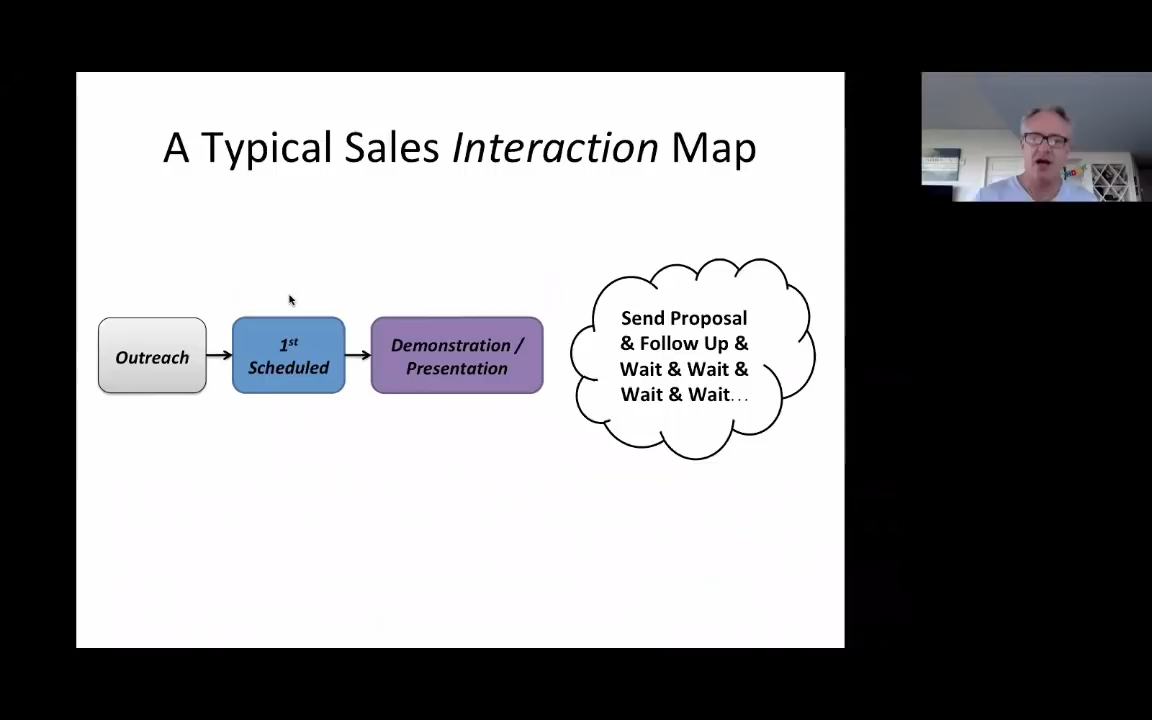 A Typical Sales Interaction Map
Outreach
1st
Scheduled
Demonstration /
Presentation
Send Proposal
& Follow Up &
Wait & Wait &
Wait & Wait...